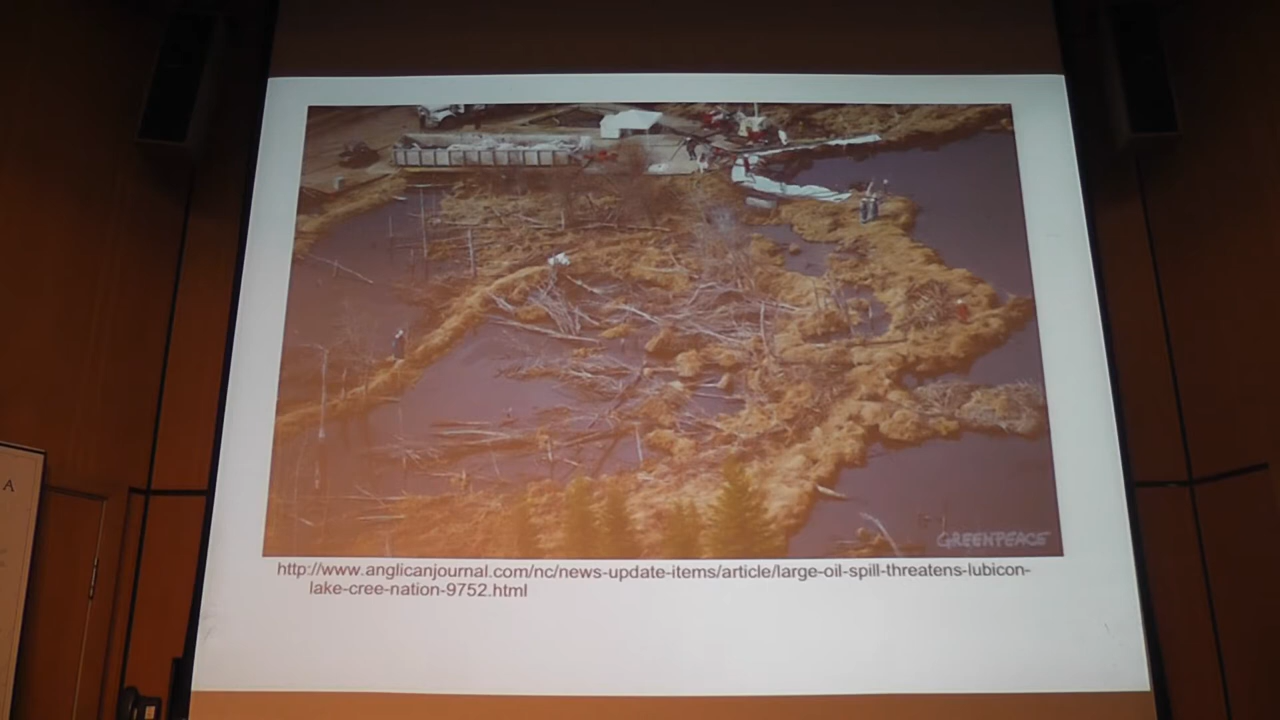 GREENPEACE
http://www.anglicanjournal.com/nc/news-update-items/article/large-oil-spill-threatens-lubicon-
lake-cree-nation-9752.html
A